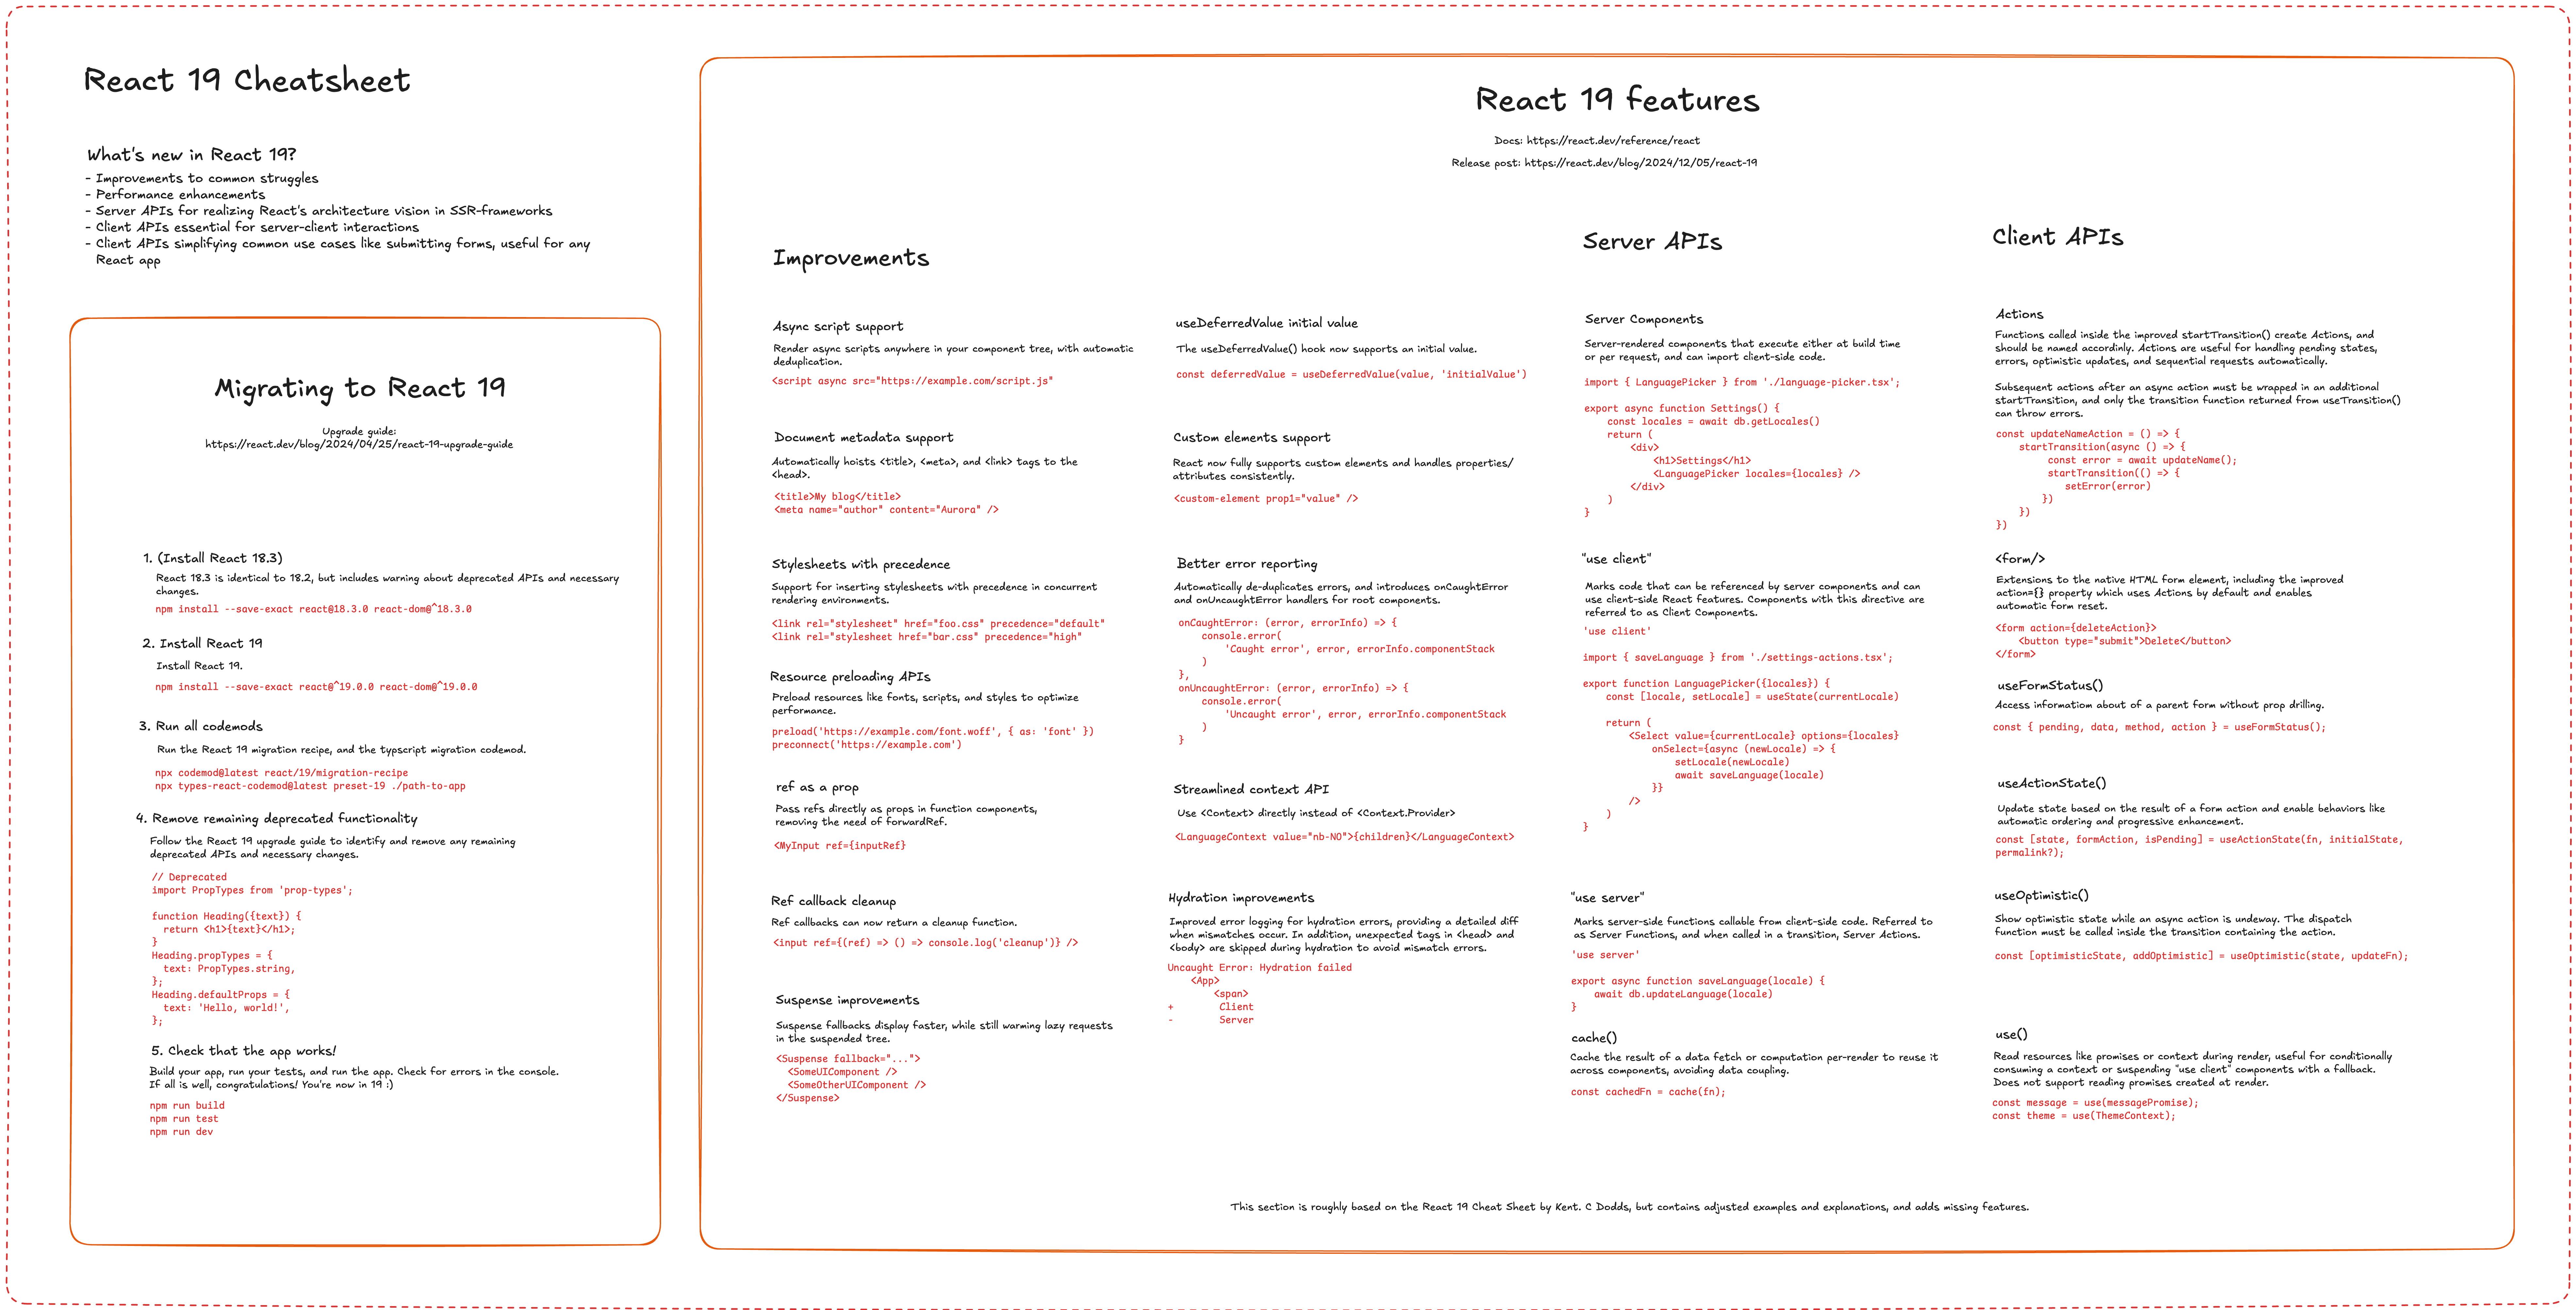 React 19 Cheatsheet
What's new in React 19?
- Improvements to common struggles
- Performance enhancements
- Server APIs for realizing React's architecture vision in SSR-frameworks
- Client APIs essential for server-client interactions
- Client APIs simplifying common use cases like submitting forms, useful for any
React app
Migrating to React 19
Upgrade guide:
https://react.dev/blog/2024/04/25/react-19-upgrade-guide
1. (Install React 18.3)
React 18.3 is identical to 18.2, but includes warning about deprecated APIs and necessary
changes.
npm install --save-exact react@18.3.0 react-dom@^18.3.0
2. Install React 19
Install React 19.
npm install --save-exact react@^19.0.0 react-dom@^19.0.0
3. Run all codemods
Run the React 19 migration recipe, and the typscript migration codemod.
npx codemod@latest react/19/migration-recipe
npx types-react-codemod@latest preset-19 ./path-to-app
4. Remove remaining deprecated functionality
Follow the React 19 upgrade guide to identify and remove any remaining
deprecated APIs and necessary changes.
// Deprecated
import PropTypes from 'prop-types';
function Heading({text}) {
return <h1>{text}</h1>;
}
Heading.propTypes = {
text: PropTypes.string,
};
Heading.defaultProps = {
text: 'Hello, world!',
};
5. Check that the app works!
Build your app, run your tests, and run the app. Check for errors in the console.
If all is well, congratulations! You're now in 19 :)
npm run build
npm run test
npm run dev
React 19 features
Docs: https://react.dev/reference/react
Release post: https://react.dev/blog/2024/12/05/react-19
Improvements
Async script support
Render async scripts anywhere in your component tree, with automatic
deduplication.
<script async src="https://example.com/script.js"
Document metadata support
Automatically hoists <title>, <meta>, and <link> tags to the
<head>.
<title>My blog</title>
<meta name="author" content="Aurora" />
Stylesheets with precedence
Support for inserting stylesheets with precedence in concurrent
rendering environments.
<link rel="stylesheet" href="foo.css" precedence="default"
<link rel="stylesheet href="bar.css" precedence="high"
Resource preloading APIs
Preload resources like fonts, scripts, and styles to optimize
performance.
preload('https://example.com/font.woff', { as: 'font' })
preconnect('https://example.com')
ref as a prop
Pass refs directly as props in function components,
removing the need of forwardRef.
<MyInput ref={inputRef}
Ref callback cleanup
Ref callbacks can now return a cleanup function.
<input ref={(ref) => () => console.log('cleanup')} />
Suspense improvements
Suspense fallbacks display faster, while still warming lazy requests
in the suspended tree.
<Suspense fallback="...">
<SomeUIComponent />
<SomeOtherUIComponent />
</Suspense>
useDeferredValue initial value
The useDeferredValue() hook now supports an initial value.
const deferredValue = useDeferredValue(value, 'initialValue')
Custom elements support
React now fully supports custom elements and handles properties/
attributes consistently.
<custom-element prop1="value" />
Better error reporting
Automatically de-duplicates errors, and introduces onCaughtError
and onUncaughtError handlers for root components.
onCaughtError: (error, errorInfo) => {
console.error(
'Caught error', error, errorInfo.componentStack
)
},
onUncaughtError: (error, errorInfo) => {
console.error(
'Uncaught error', error, errorInfo.componentStack
)
}
Streamlined context API
Use <Context> directly instead of <Context.Provider>
<LanguageContext value="nb-NO">{children}</LanguageContext>
Hydration improvements
Improved error logging for hydration errors, providing a detailed diff
when mismatches occur. In addition, unexpected tags in <head> and
<body> are skipped during hydration to avoid mismatch errors.
Uncaught Error: Hydration failed
<App>
<span>
+ Client
- Server
Server APIs
Server Components
Server-rendered components that execute either at build time
or per request, and can import client-side code.
import { LanguagePicker } from './language-picker.tsx';
export async function Settings() {
const locales = await db.getLocales()
return (
<div>
<h1>Settings</h1>
<LanguagePicker locales={locales} />
</div>
)
}
"use client"
Marks code that can be referenced by server components and can
use client-side React features. Components with this directive are
referred to as Client Components.
'use client'
import { saveLanguage } from './settings-actions.tsx';
export function LanguagePicker({locales}) {
const [locale, setLocale] = useState(currentLocale)
return (
<Select value={currentLocale} options={locales}
onSelect={async (newLocale) => {
setLocale(newLocale)
await saveLanguage(locale)
}}
/>
)
}
"use server"
Marks server-side functions callable from client-side code. Referred to
as Server Functions, and when called in a transition, Server Actions.
'use server'
export async function saveLanguage(locale) {
await db.updateLanguage(locale)
}
cache()
Cache the result of a data fetch or computation per-render to reuse it
across components, avoiding data coupling.
const cachedFn = cache(fn);
Client APIs
Actions
Functions called inside the improved startTransition() create Actions, and
should be named accordinly. Actions are useful for handling pending states,
errors, optimistic updates, and sequential requests automatically.
Subsequent actions after an async action must be wrapped in an additional
startTransition, and only the transition function returned from useTransition()
can throw errors.
const updateNameAction = () => {
startTransition(async () => {
const error = await updateName();
startTransition(() => {
setError(error)
})
})
})
<form/>
Extensions to the native HTML form element, including the improved
action={} property which uses Actions by default and enables
automatic form reset.
<form action={deleteAction}>
<button type="submit">Delete</button>
</form>
useFormStatus()
Access information about of a parent form without prop drilling.
const { pending, data, method, action } = useFormStatus();
useActionState()
Update state based on the result of a form action and enable behaviors like
automatic ordering and progressive enhancement.
const [state, formAction, isPending] = useActionState(fn, initialState,
permalink?);
useOptimistic()
Show optimistic state while an async action is undeway. The dispatch
function must be called inside the transition containing the action.
const [optimisticState, addOptimistic] = useOptimistic(state, updateFn);
use()
Read resources like promises or context during render, useful for conditionally
consuming a context or suspending "use client" components with a fallback.
Does not support reading promises created at render.
const message = use(messagePromise);
const theme = use(ThemeContext);
This section is roughly based on the React 19 Cheat Sheet by Kent. C Dodds, but contains adjusted examples and explanations, and adds missing features.